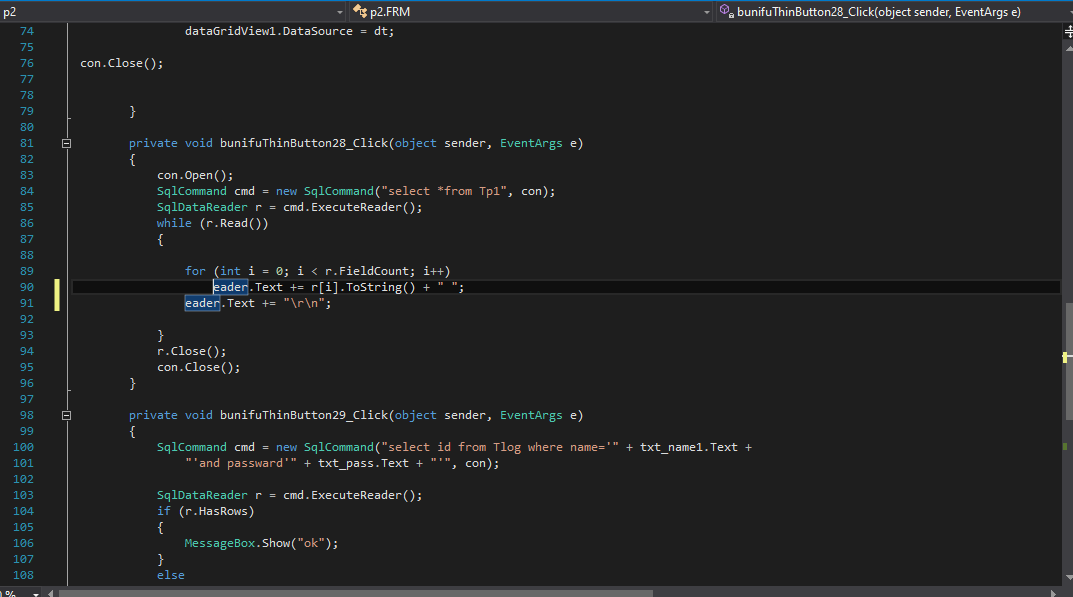 p2 p2.FRM bunifuThinButton28_Click(object sender, EventArgs e)
74 dataGridView1.DataSource = dt;
75
76 con.Close();
77
78
79 }
80
81 private void bunifuThinButton28_Click(object sender, EventArgs e)
82 {
83 con.Open();
84 SqlCommand cmd = new SqlCommand("select *from Tp1", con);
85 SqlDataReader r = cmd.ExecuteReader();
86 while (r.Read())
87 {
88
89 for (int i = 0; i < r.FieldCount; i++)
90 eader.Text += r[i].ToString() + " ";
91 eader.Text += "\r\n";
92
93 }
94 r.Close();
95 con.Close();
96 }
97
98 private void bunifuThinButton29_Click(object sender, EventArgs e)
99 {
100 SqlCommand cmd = new SqlCommand("select id from Tlog where name='" + txt_name1.Text +
101 "'and passward'" + txt_pass.Text + "'", con);
102
103 SqlDataReader r = cmd.ExecuteReader();
104 if (r.HasRows)
105 {
106 MessageBox.Show("ok");
107 }
108 else